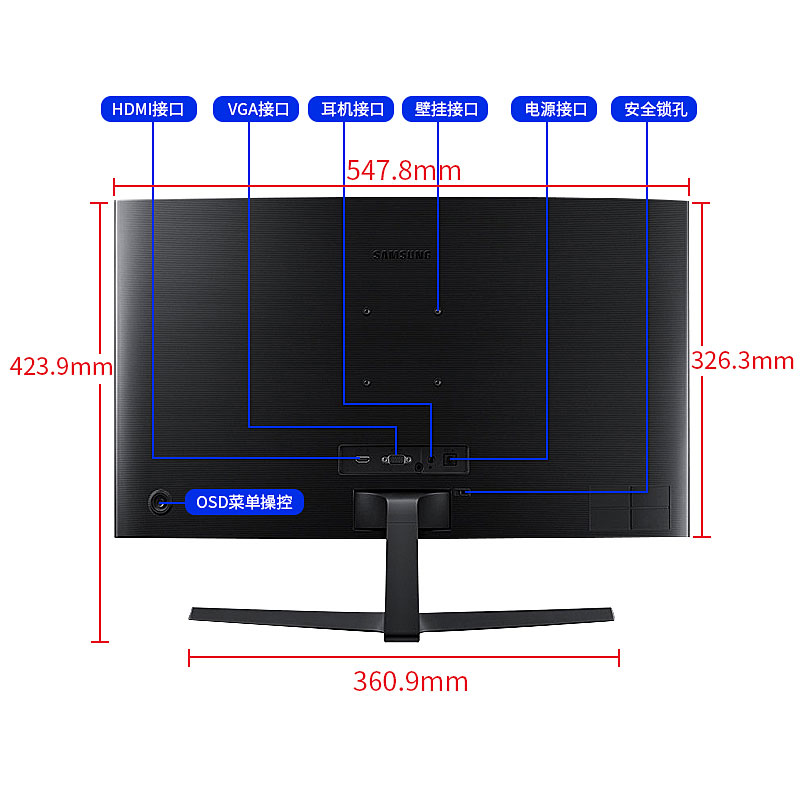 HDMI接口
VGA接口
耳机接口
壁挂接口
电源接口
安全锁孔
547.8mm
SAMSUNG
423.9mm
326.3mm
OSD菜单操控
360.9mm